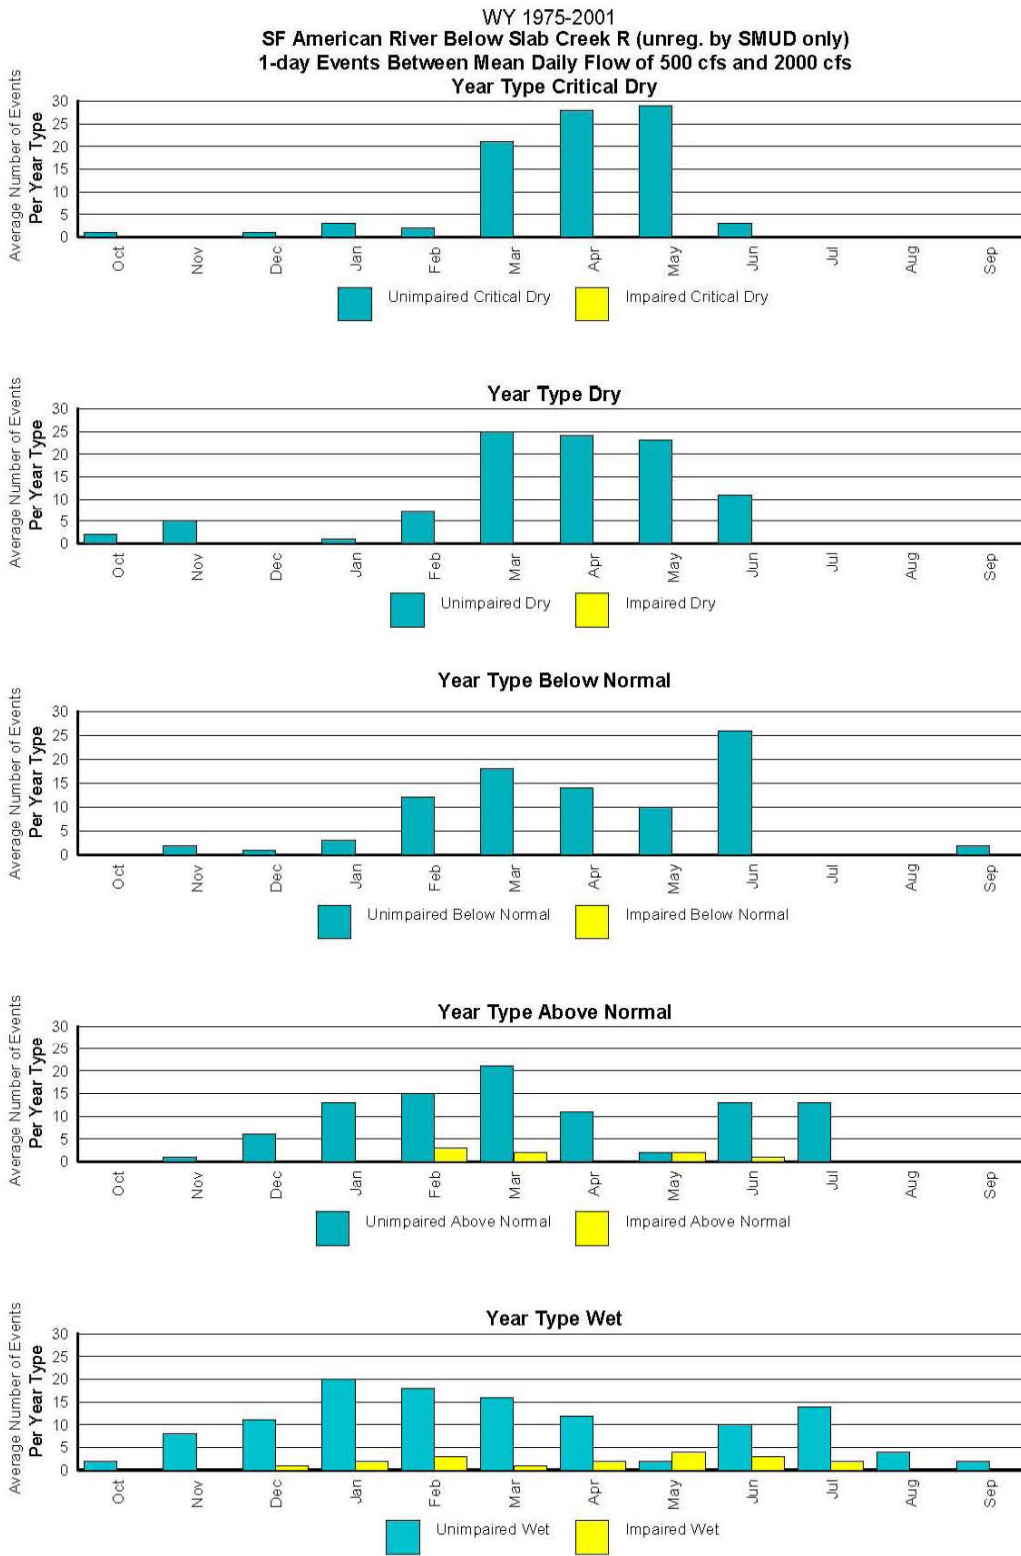 WY 1975-2001
SF American River Below Slab Creek R (unreg. by SMUD only)
1-day Events Between Mean Daily Flow of 500 cfs and 2000 cfs
Year Type Critical Dry
Average Number of Events
Per Year Type
30
25
20
15
10
5
0
Oct Nov Dec Jan Feb Mar Apr May Jun Jul Aug Sep
Unimpaired Critical Dry Impaired Critical Dry
Year Type Dry
Average Number of Events
Per Year Type
30
25
20
15
10
5
0
Oct Nov Dec Jan Feb Mar Apr May Jun Jul Aug Sep
Unimpaired Dry Impaired Dry
Year Type Below Normal
Average Number of Events
Per Year Type
30
25
20
15
10
5
0
Oct Nov Dec Jan Feb Mar Apr May Jun Jul Aug Sep
Unimpaired Below Normal Impaired Below Normal
Year Type Above Normal
Average Number of Events
Per Year Type
30
25
20
15
10
5
0
Oct Nov Dec Jan Feb Mar Apr May Jun Jul Aug Sep
Unimpaired Above Normal Impaired Above Normal
Year Type Wet
Average Number of Events
Per Year Type
30
25
20
15
10
5
0
Oct Nov Dec Jan Feb Mar Apr May Jun Jul Aug Sep
Unimpaired Wet Impaired Wet